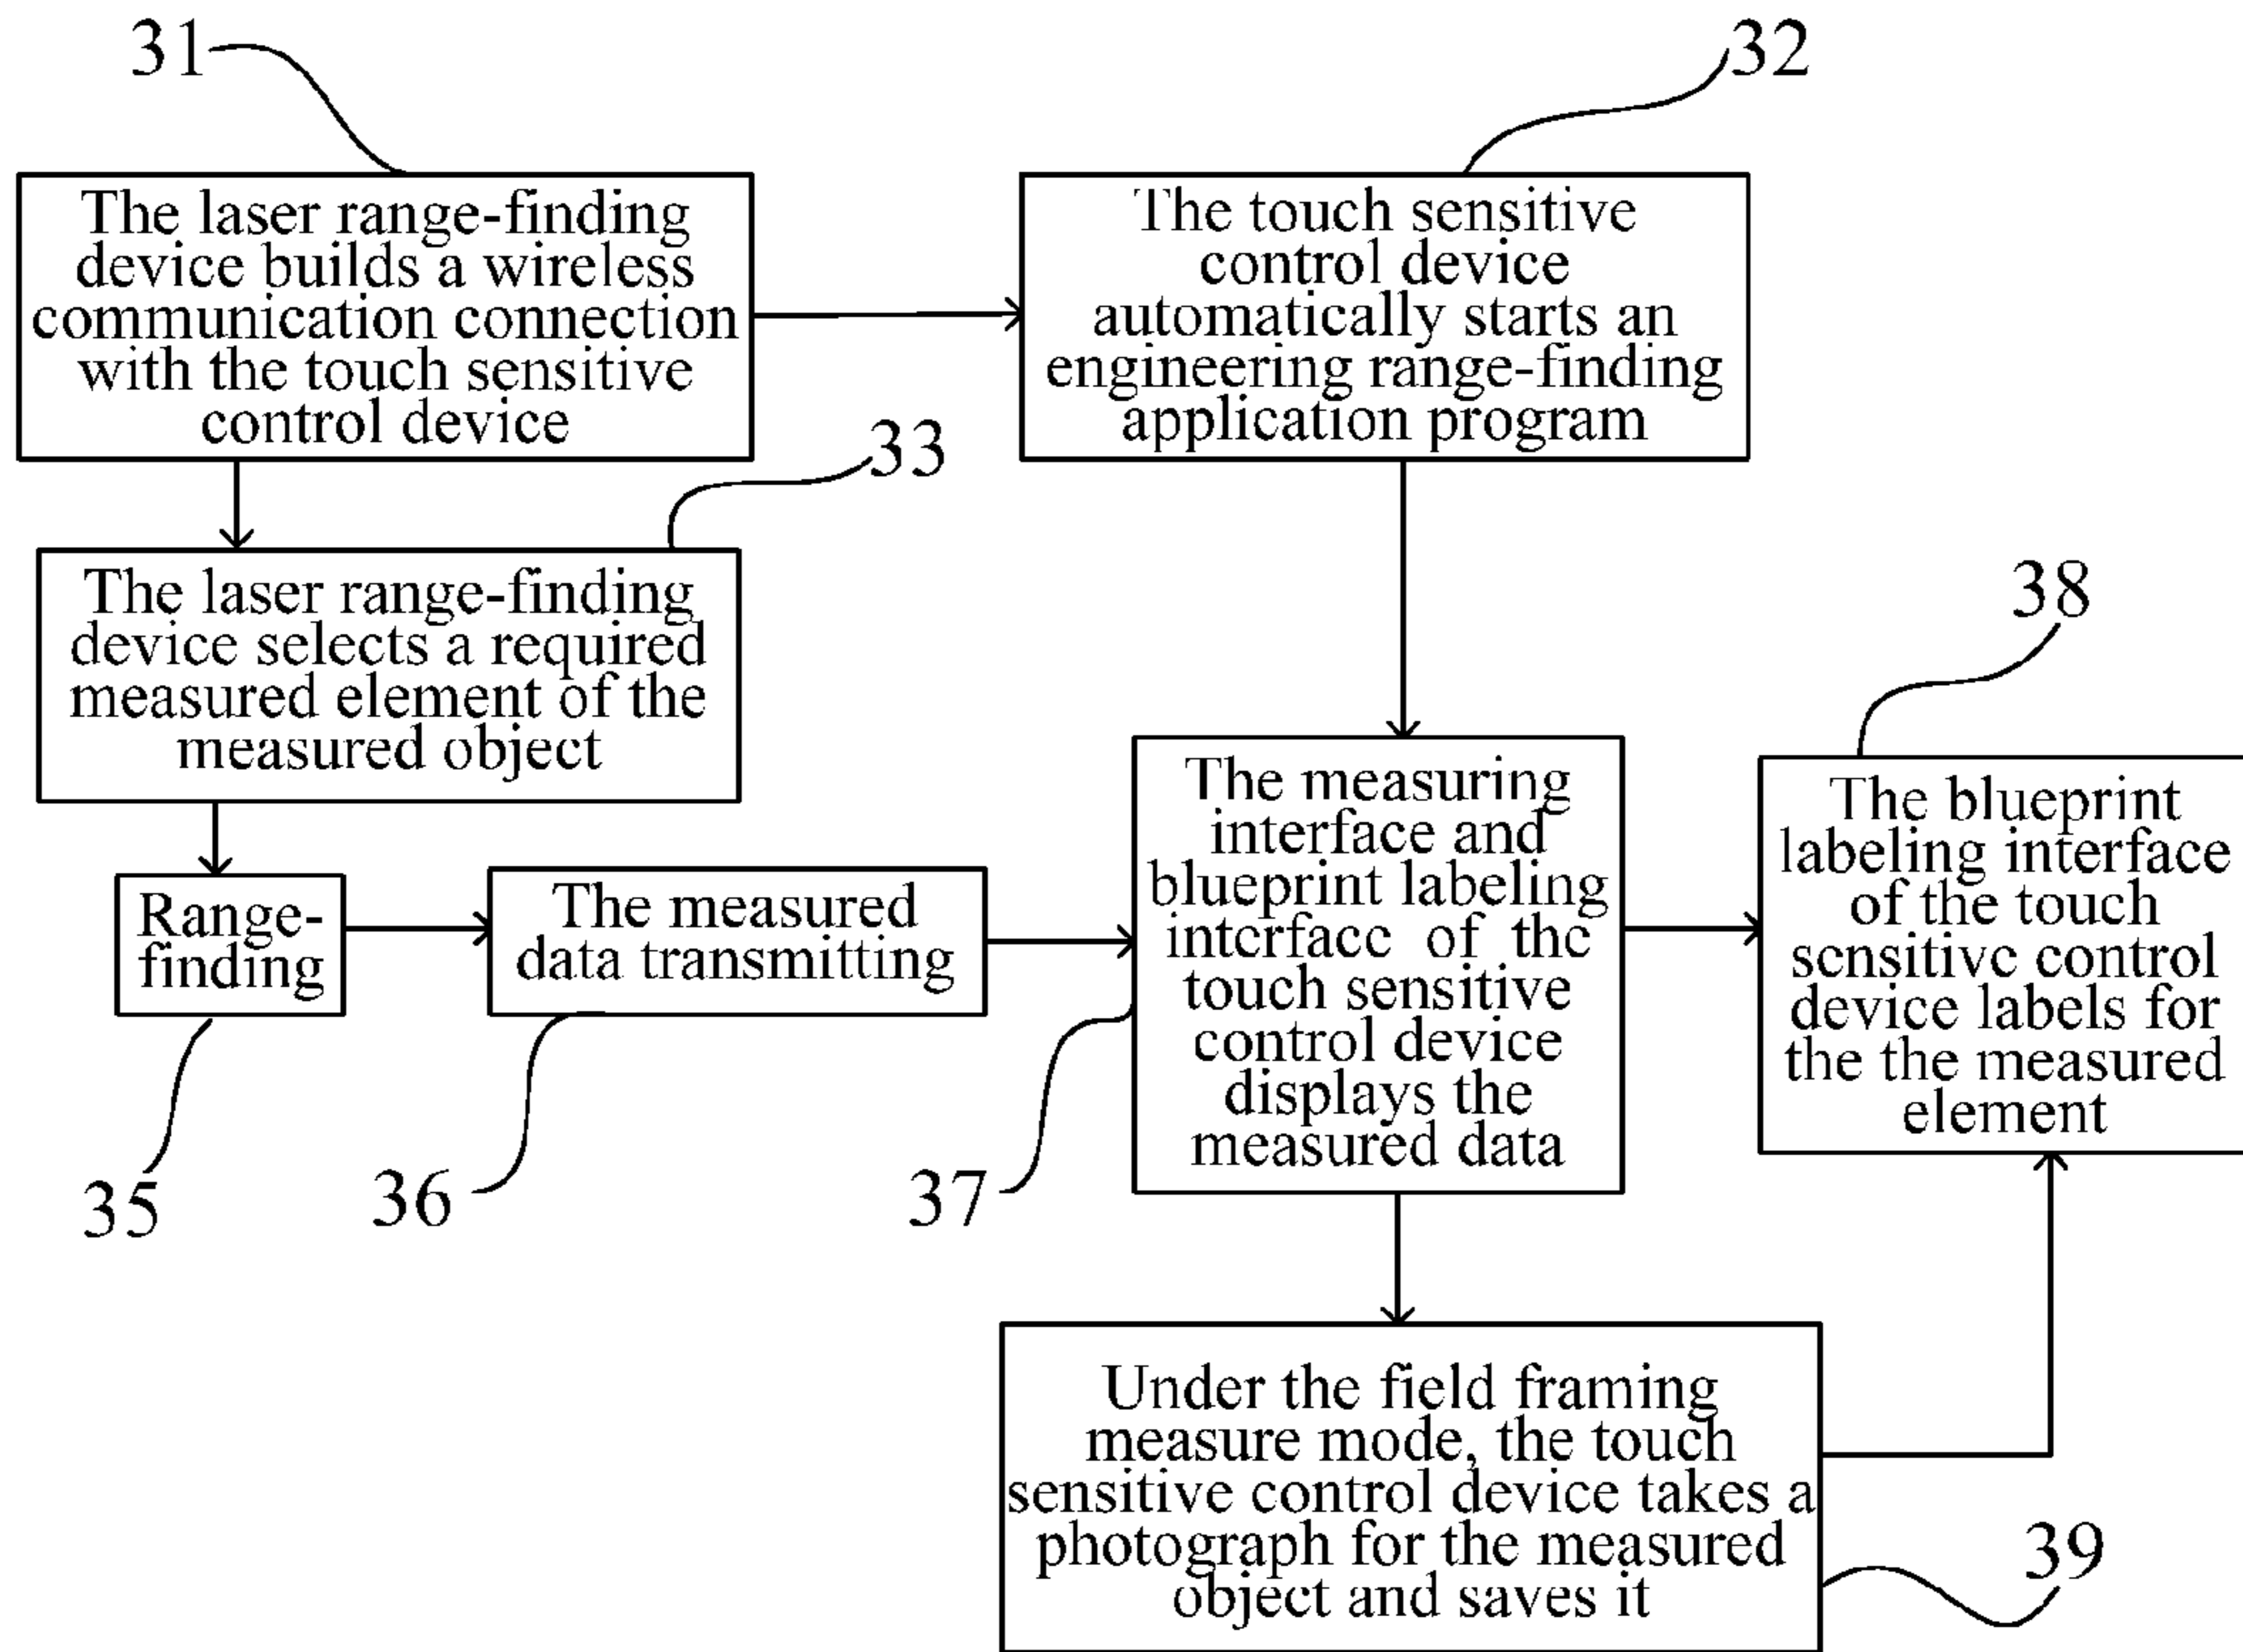 31
32
The laser range-finding
device builds a wireless
communication connection
with the touch sensitive
control device
The touch sensitive
control device
automatically starts an
engineering range-finding
application program
33
The laser range-finding
device selects a required
measured element of the
measured object
38
The measuring
interface and
blueprint labeling
interface of the
touch sensitive
control device
displays the
measured data
The blueprint
labeling interface
of the touch
sensitive control
device labels for
the the measured
element
Range-
finding
The measured
data transmitting
35
36
37
Under the field framing
measure mode, the touch
sensitive control device takes a
photograph for the measured
object and saves it
39